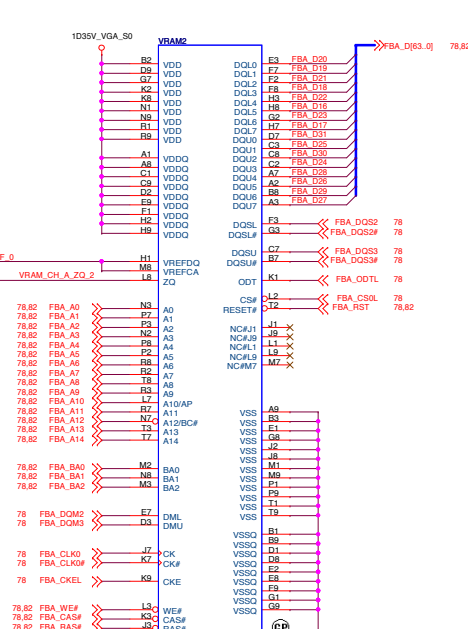 1D35V_VGA_S0
VRAM2
FBA_D[63..0] 78,82
B2 VDD DQL0 E3 FBA_D20
D9 VDD DQL1 F7 FBA_D19
G7 VDD DQL2 F2 FBA_D21
K2 VDD DQL3 F8 FBA_D18
K8 VDD DQL4 H3 FBA_D22
N1 VDD DQL5 H8 FBA_D16
N9 VDD DQL6 G2 FBA_D23
R1 VDD DQL7 H7 FBA_D17
R9 VDD DQU0 D7 FBA_D31
DQU1 C3 FBA_D25
A1 VDDQ DQU2 C8 FBA_D30
A8 VDDQ DQU3 C2 FBA_D24
C1 VDDQ DQU4 A7 FBA_D28
C9 VDDQ DQU5 A2 FBA_D26
D2 VDDQ DQU6 B8 FBA_D29
E9 VDDQ DQU7 A3 FBA_D27
F1 VDDQ
H2 VDDQ DQSL F3 FBA_DQS2 78
H9 VDDQ DQSL# G3 FBA_DQS2# 78
DQSU C7 FBA_DQS3 78
F_0 H1 VREFDQ DQSU# B7 FBA_DQS3# 78
M8 VREFCA
VRAM_CH_A_ZQ_2 L8 ZQ ODT K1 FBA_ODTL 78
CS# L2 FBA_CS0L 78
78,82 FBA_A0 N3 A0 RESET# T2 FBA_RST 78,82
78,82 FBA_A1 P7 A1
78,82 FBA_A2 P3 A2 NC#J1 J1
78,82 FBA_A3 N2 A3 NC#J9 J9
78,82 FBA_A4 P8 A4 NC#L1 L1
78,82 FBA_A5 P2 A5 NC#L9 L9
78,82 FBA_A6 R8 A6 NC#M7 M7
78,82 FBA_A7 R2 A7
78,82 FBA_A8 T8 A8
78,82 FBA_A9 R3 A9
78,82 FBA_A10 L7 A10/AP
78,82 FBA_A11 R7 A11 VSS A9
78,82 FBA_A12 N7 A12/BC# VSS B3
78,82 FBA_A13 T3 A13 VSS E1
78,82 FBA_A14 T7 A14 VSS G8
VSS J2
VSS J8
78,82 FBA_BA0 M2 BA0 VSS M1
78,82 FBA_BA1 N8 BA1 VSS M9
78,82 FBA_BA2 M3 BA2 VSS P1
VSS P9
VSS T1
78 FBA_DQM2 E7 DML VSS T9
78 FBA_DQM3 D3 DMU
VSSQ B1
VSSQ B9
78 FBA_CLK0 J7 CK VSSQ D1
78 FBA_CLK0# K7 CK# VSSQ D8
VSSQ E2
78 FBA_CKEL K9 CKE VSSQ E8
VSSQ F9
VSSQ G1
78,82 FBA_WE# L3 WE# VSSQ G9
78,82 FBA_CAS# K3 CAS#
78,82 FBA_RAS# J3 RAS#